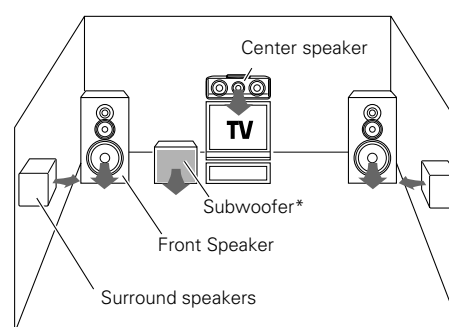 Center speaker
TV
Subwoofer*
Front Speaker
Surround speakers